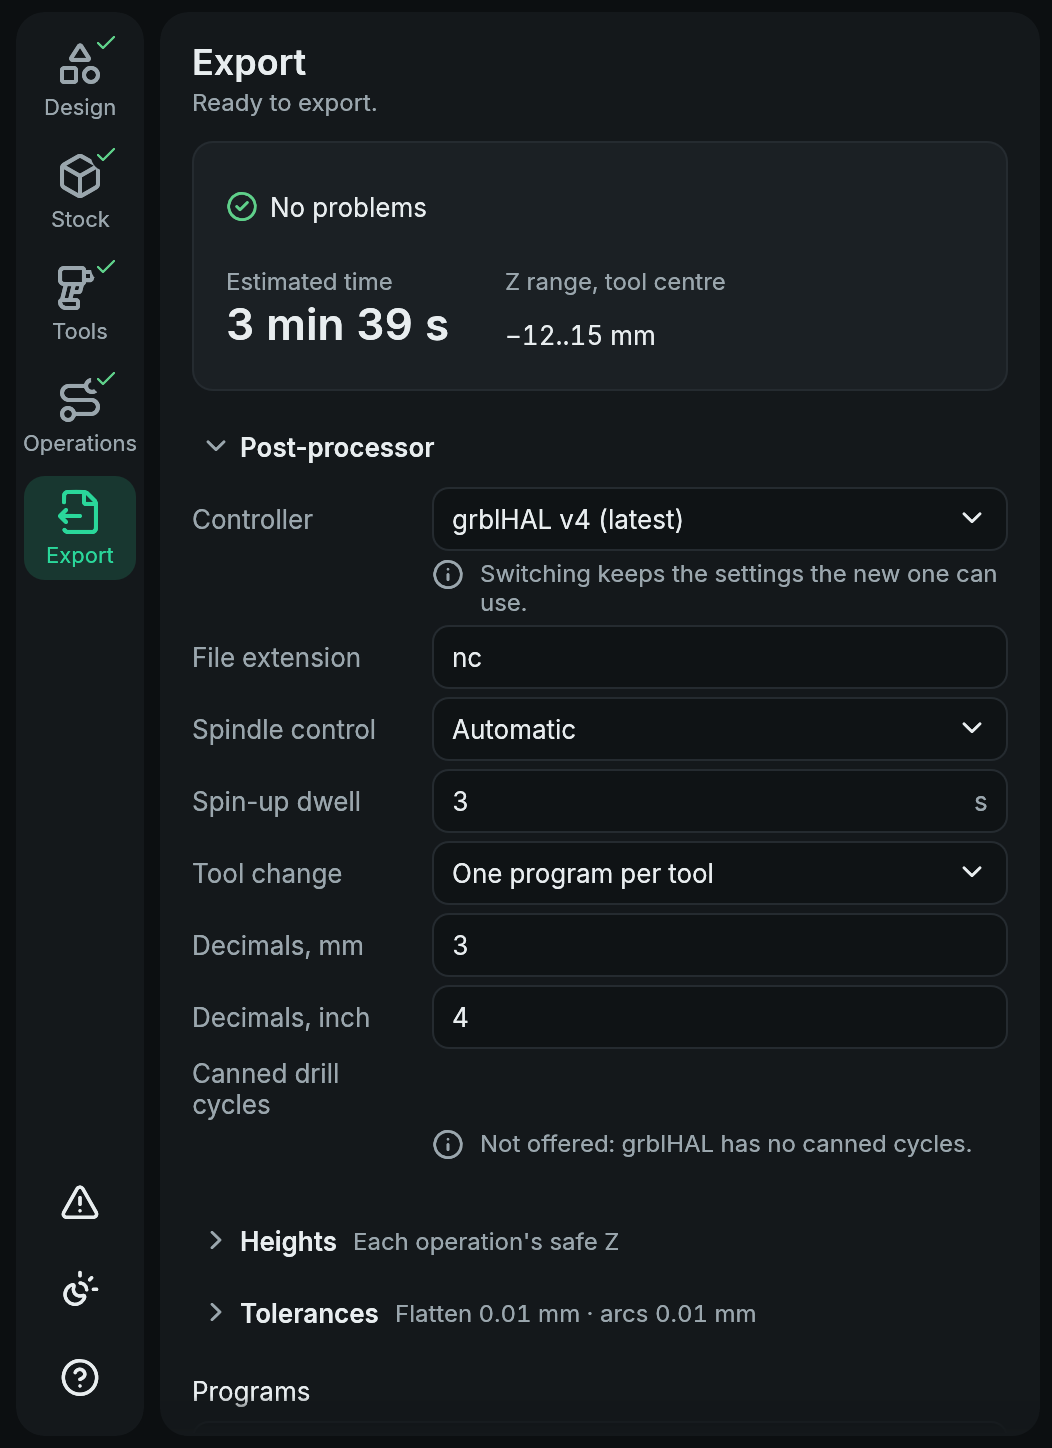 Design
Stock
Tools
Operations
Export
Export
Ready to export.
No problems
Estimated time
3 min 39 s
Z range, tool centre
−12..15 mm
Post-processor
Controller
grblHAL v4 (latest)
Switching keeps the settings the new one can
use.
File extension
nc
Spindle control
Automatic
Spin-up dwell
3 s
Tool change
One program per tool
Decimals, mm
3
Decimals, inch
4
Canned drill
cycles
Not offered: grblHAL has no canned cycles.
Heights Each operation's safe Z
Tolerances Flatten 0.01 mm · arcs 0.01 mm
Programs